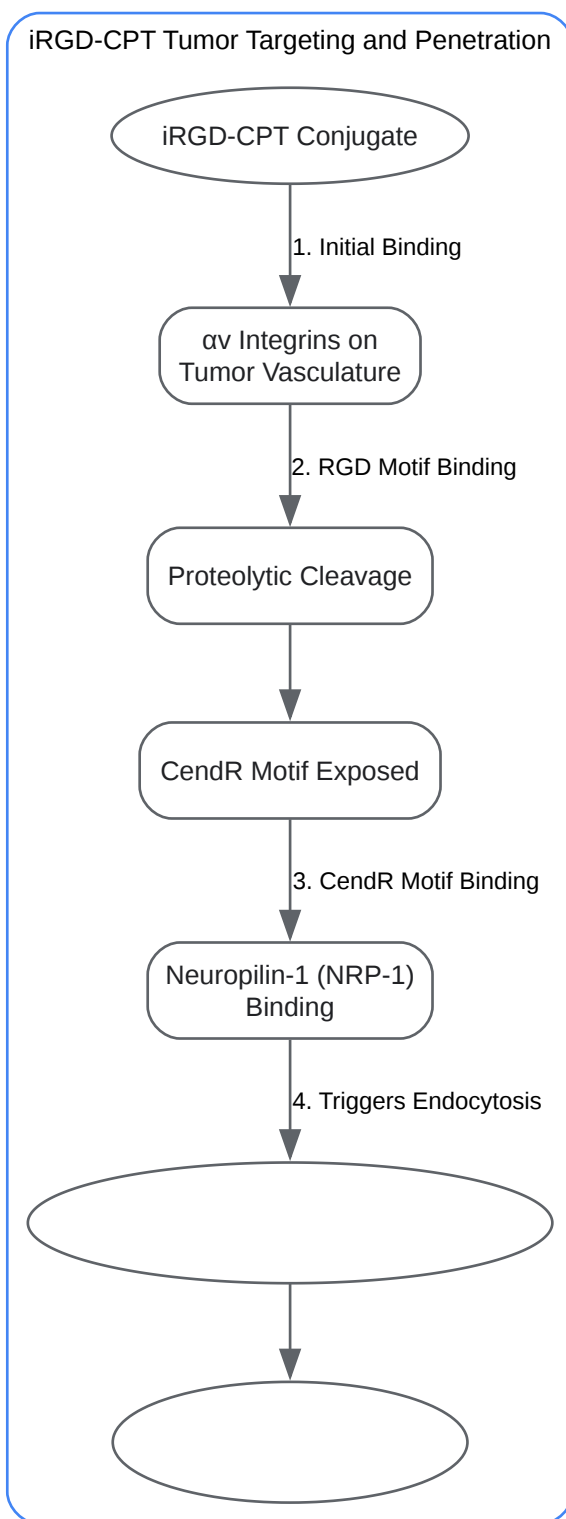 iRGD-CPT Tumor Targeting and Penetration
iRGD-CPT Conjugate
1. Initial Binding
αv Integrins on
Tumor Vasculature
2. RGD Motif Binding
Proteolytic Cleavage
CendR Motif Exposed
3. CendR Motif Binding
Neuropilin-1 (NRP-1)
Binding
4. Triggers Endocytosis